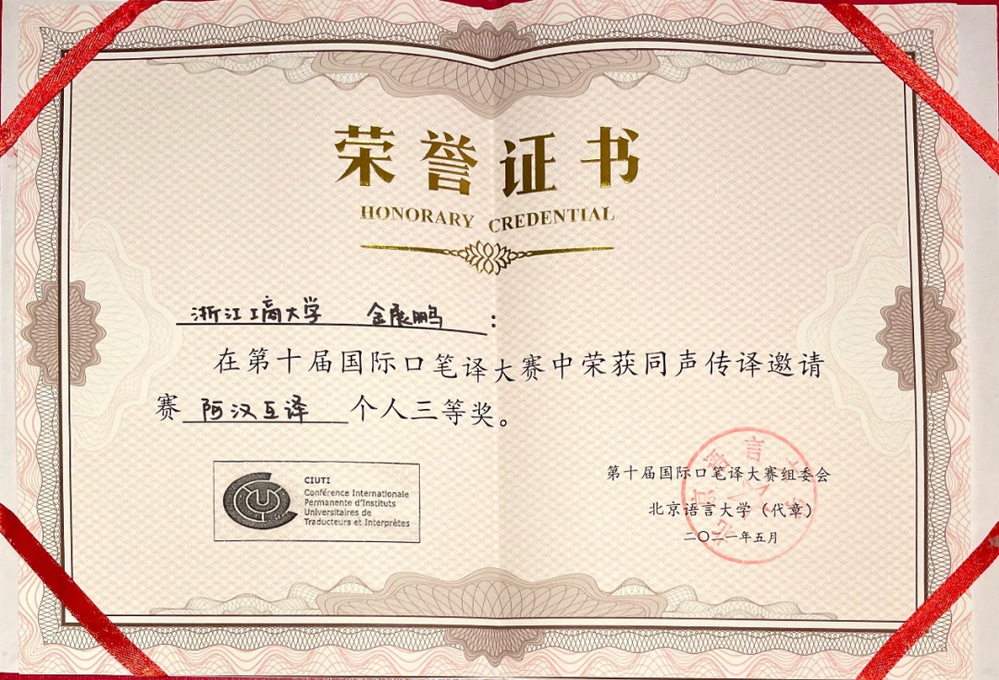 荣誉证书
HONORARY CREDENTIAL
浙江工商大学 金展鹏：
在第十届国际口笔译大赛中荣获同声传译邀请
赛 阿汉互译 个人三等奖。
CIUTI
Conférence Internationale
Permanente d'Instituts
Universitaires de
Traducteurs et Interprètes
第十届国际口笔译大赛组委会
北京语言大学（代章）
二〇二一年五月